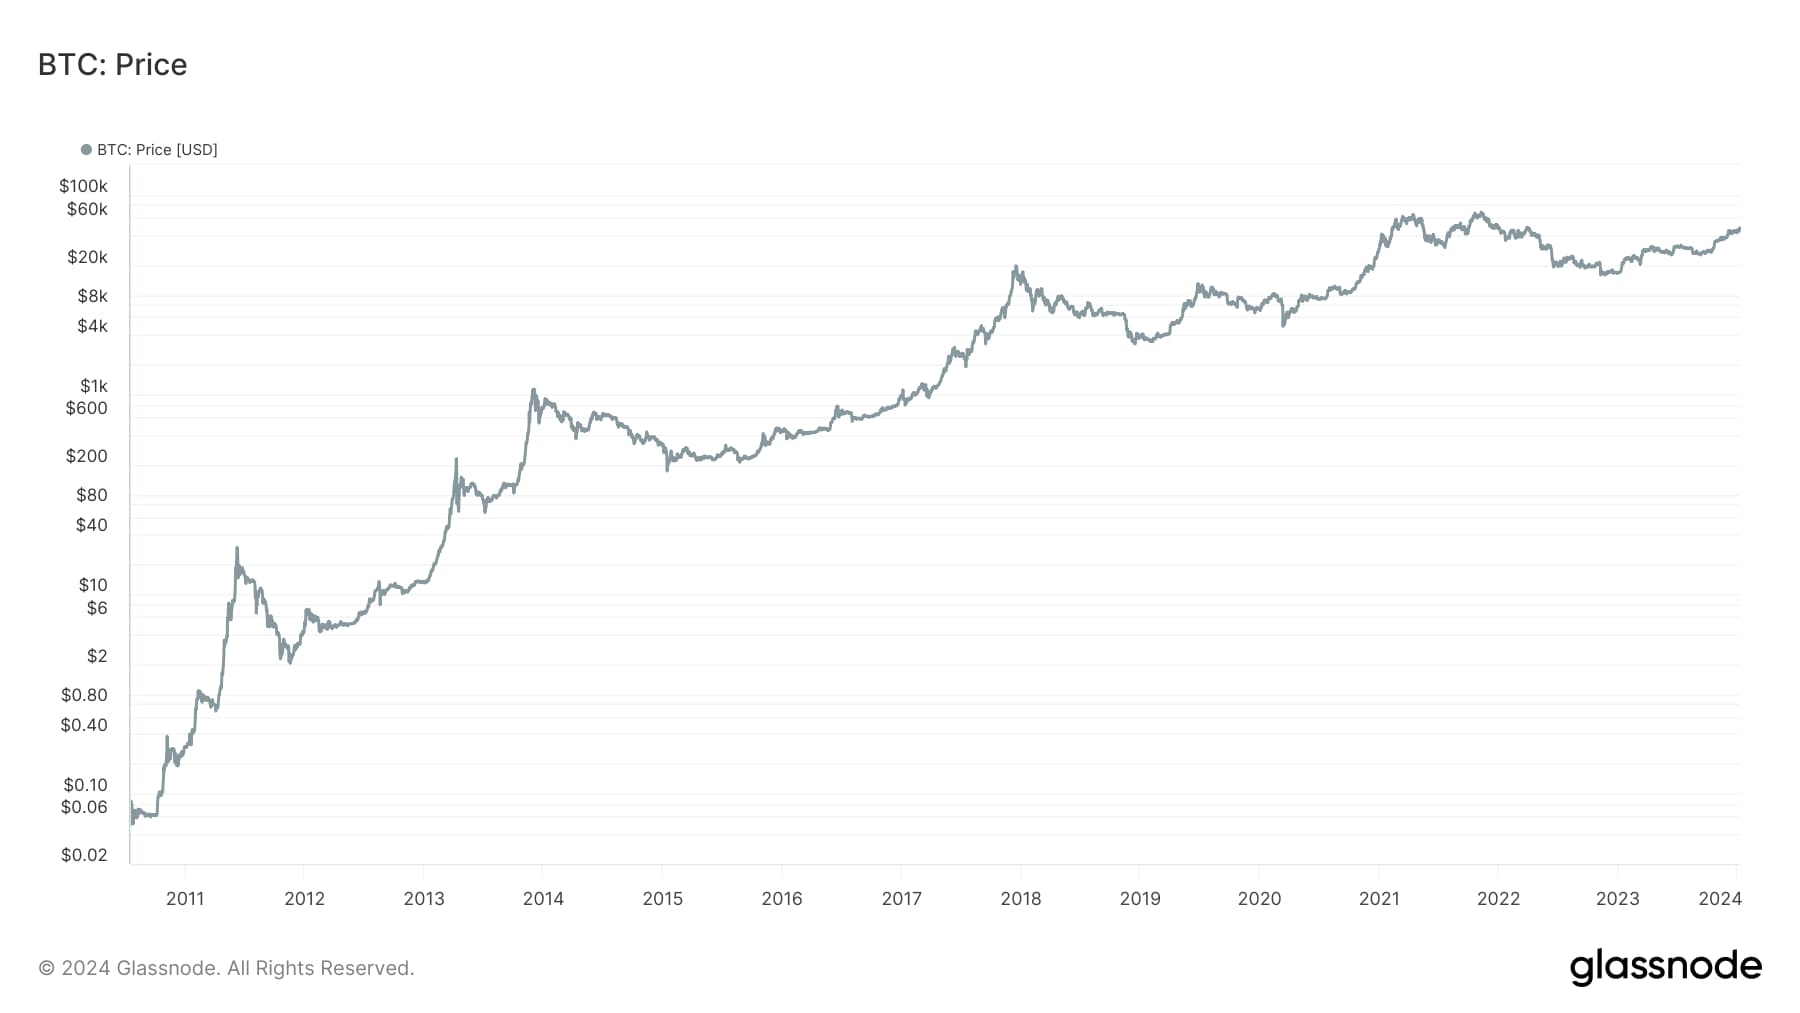 BTC: Price
BTC: Price [USD]
$100k
$60k
$20k
$8k
$4k
$1k
$600
$200
$80
$40
$10
$6
$2
$0.80
$0.40
$0.10
$0.06
$0.02
2011 2012 2013 2014 2015 2016 2017 2018 2019 2020 2021 2022 2023 2024
© 2024 Glassnode. All Rights Reserved.
glassnode